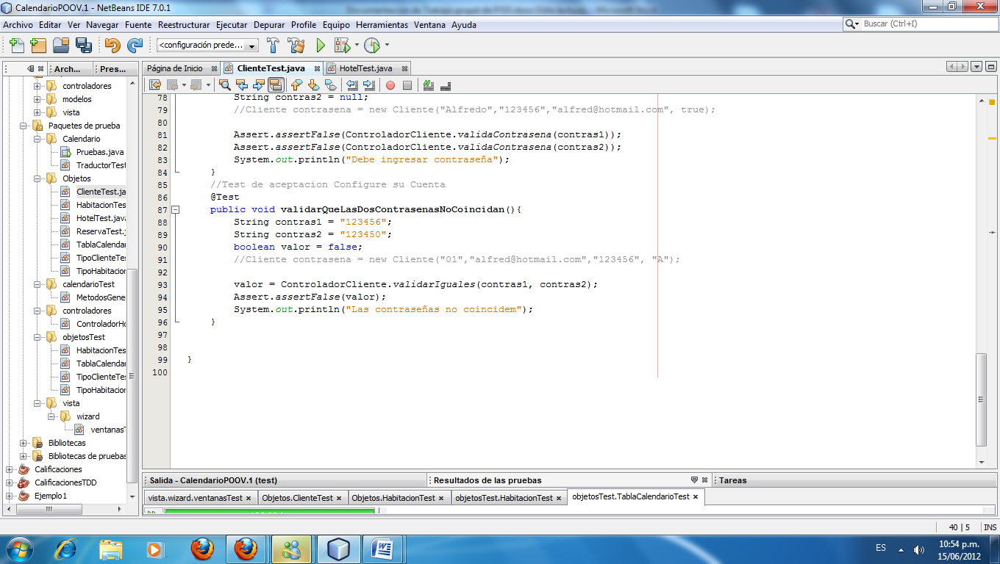 CalendarioPOOV.1 - NetBeans IDE 7.0.1
Archivo Editar Ver Navegar Fuente Reestructurar Ejecutar Depurar Profile Equipo Herramientas Ventana Ayuda
Buscar (Ctrl+I)
<configuración prede...
Arch... Pres...
Página de Inicio ClienteTest.java HotelTest.java
controladores
modelos
vista
Paquetes de prueba
Calendario
Pruebas.java
TraductorTest
Objetos
ClienteTest.ja
HabitacionTes
HotelTest.java
ReservaTest.j
TablaCalendar
TipoClienteTe
TipoHabitacion
calendarioTest
MetodosGene
controladores
ControladorHo
objetosTest
HabitacionTes
TablaCalendar
TipoClienteTes
TipoHabitacion
vista
wizard
ventanasT
Bibliotecas
Bibliotecas de pruebas
Calificaciones
CalificacionesTDD
Ejemplo1
78 String contras2 = null;
79 //Cliente contrasena = new Cliente("Alfredo","123456","alfred@hotmail.com", true);
80
81 Assert.assertFalse(ControladorCliente.validaContrasena(contras1));
82 Assert.assertFalse(ControladorCliente.validaContrasena(contras2));
83 System.out.println("Debe ingresar contraseña");
84 }
85 //Test de aceptacion Configure su Cuenta
86 @Test
87 public void validarQueLasDosContrasenasNoCoincidan(){
88 String contras1 = "123456";
89 String contras2 = "123450";
90 boolean valor = false;
91 //Cliente contrasena = new Cliente("01","alfred@hotmail.com","123456", "A");
92
93 valor = ControladorCliente.validarIguales(contras1, contras2);
94 Assert.assertFalse(valor);
95 System.out.println("Las contraseñas no coincidem");
96 }
97
98
99 }
100
Salida - CalendarioPOOV.1 (test) Resultados de las pruebas Tareas
vista.wizard.ventanasTest Objetos.ClienteTest Objetos.HabitacionTest objetosTest.HabitacionTest objetosTest.TablaCalendarioTest
40 | 5 INS
ES
10:54 p.m.
15/06/2012